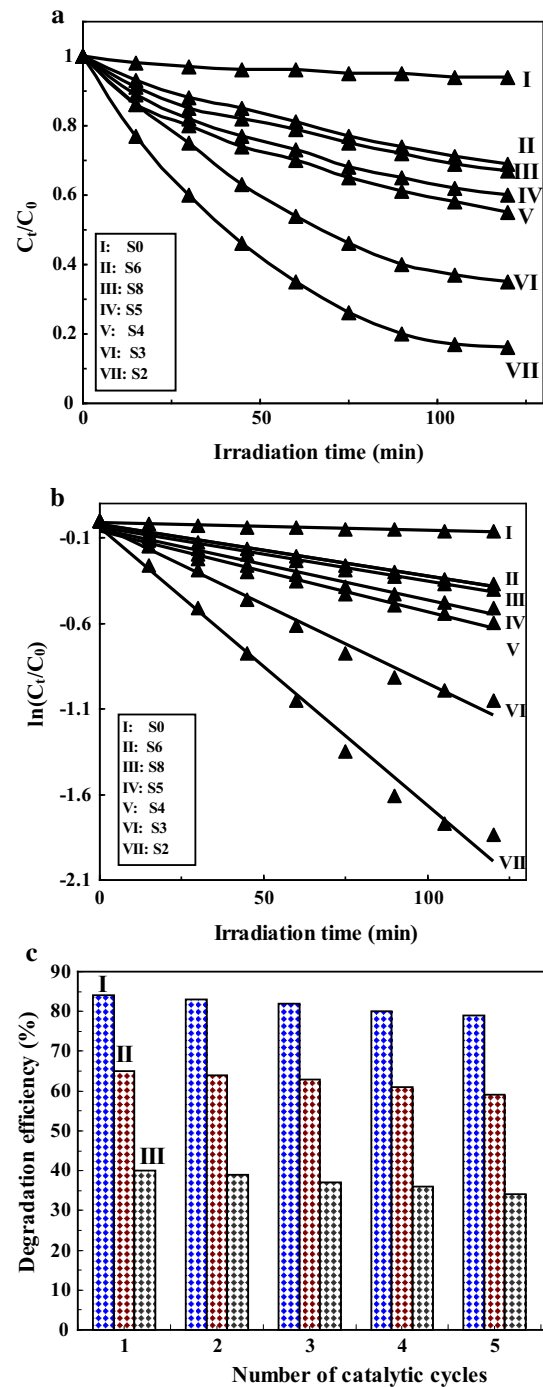 a
1
0.8
0.6
0.4
0.2
0
Ct/C0
I
II
III
IV
V
VI
VII
I: S0
II: S6
III: S8
IV: S5
V: S4
VI: S3
VII: S2
0 50 100
Irradiation time (min)
b
-0.1
-0.6
-1.1
-1.6
-2.1
ln(Ct/C0)
I
II
III
IV
V
VI
VII
I: S0
II: S6
III: S8
IV: S5
V: S4
VI: S3
VII: S2
0 50 100
Irradiation time (min)
c
90
80
70
60
50
40
30
20
10
0
Degradation efficiency (%)
I
II
III
1 2 3 4 5
Number of catalytic cycles